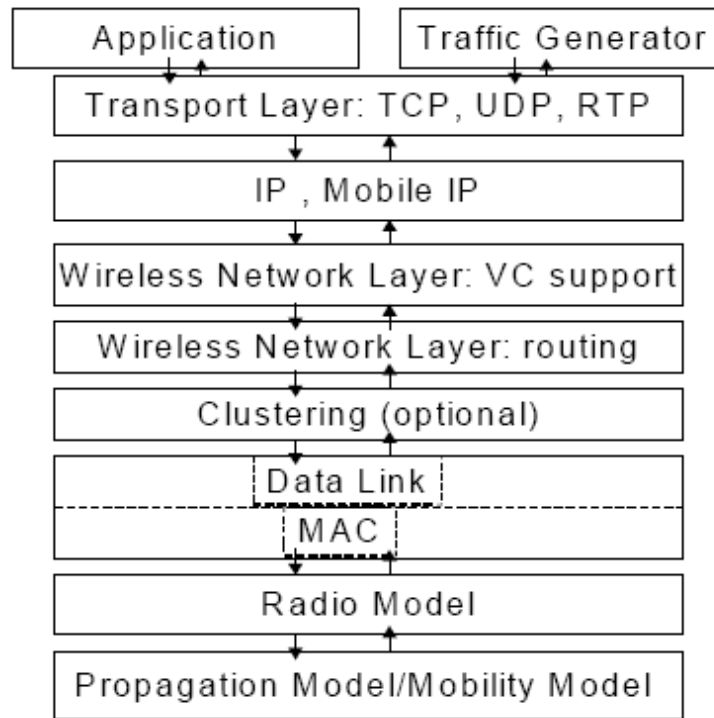 Application
Traffic Generator
Transport Layer: TCP, UDP, RTP
IP , Mobile IP
Wireless Network Layer: VC support
Wireless Network Layer: routing
Clustering (optional)
Data Link
MAC
Radio Model
Propagation Model/Mobility Model